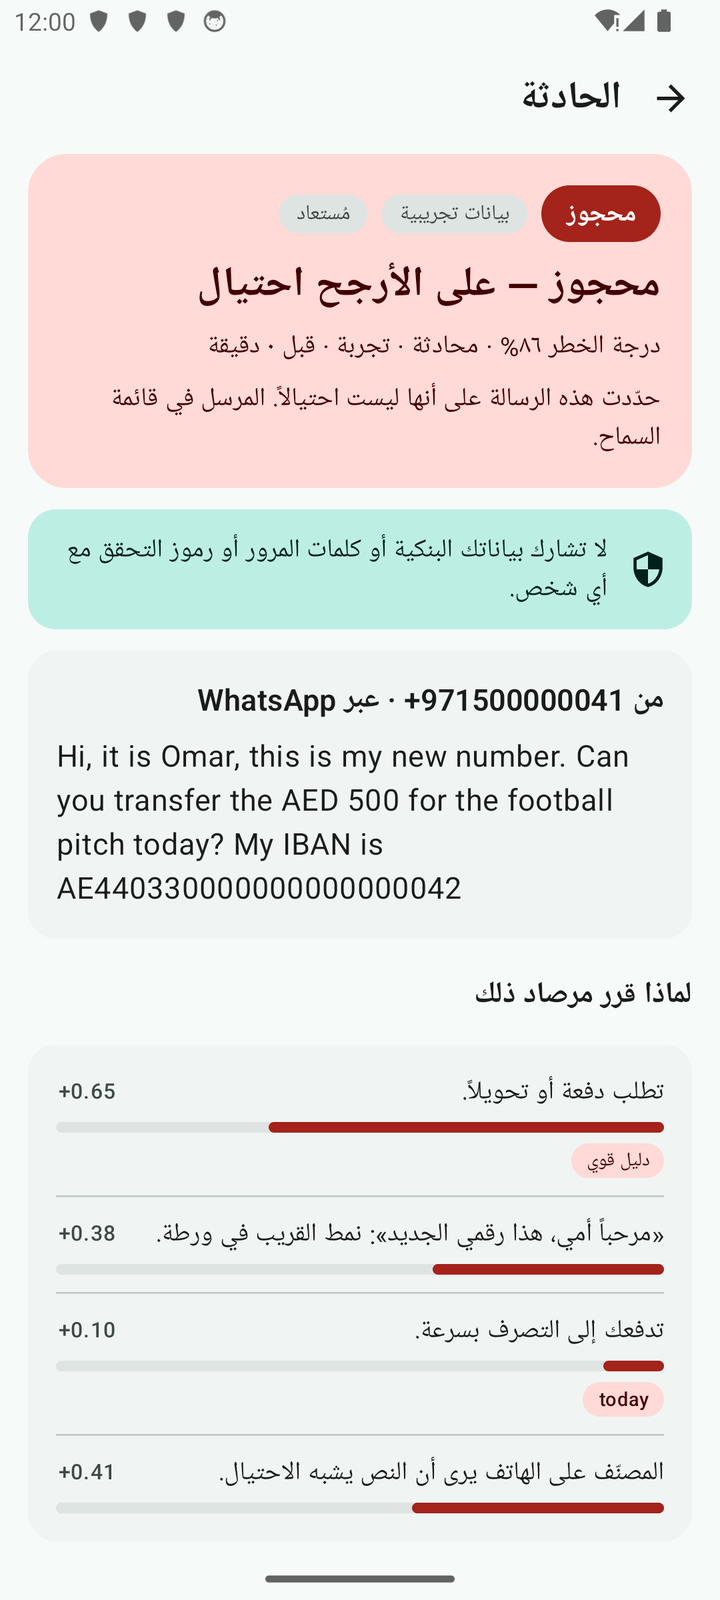 12:00
الحادثة
محجوز
بيانات تجريبية
مُستعاد
محجوز — على الأرجح احتيال
درجة الخطر ٨٦% · محادثة · تجربة · قبل ٠ دقيقة
حدّدت هذه الرسالة على أنها ليست احتيالاً. المرسل في قائمة
السماح.
لا تشارك بياناتك البنكية أو كلمات المرور أو رموز التحقق مع
أي شخص.
من +971500000041 · عبر WhatsApp
Hi, it is Omar, this is my new number. Can
you transfer the AED 500 for the football
pitch today? My IBAN is
AE440330000000000000042
لماذا قرر مرصاد ذلك
تطلب دفعة أو تحويلاً.
+0.65
دليل قوي
«مرحباً أمي، هذا رقمي الجديد»: نمط القريب في ورطة.
+0.38
تدفعك إلى التصرف بسرعة.
+0.10
today
المصنّف على الهاتف يرى أن النص يشبه الاحتيال.
+0.41